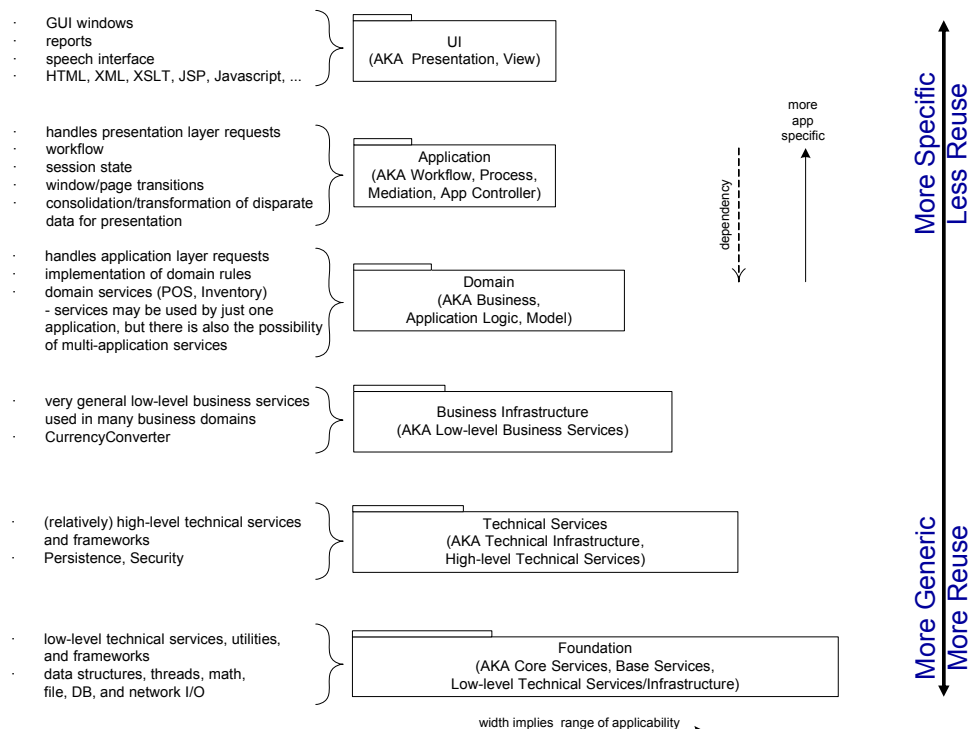 · GUI windows
· reports
· speech interface
· HTML, XML, XSLT, JSP, Javascript, ...
UI
(AKA Presentation, View)
· handles presentation layer requests
· workflow
· session state
· window/page transitions
· consolidation/transformation of disparate
data for presentation
Application
(AKA Workflow, Process,
Mediation, App Controller)
· handles application layer requests
· implementation of domain rules
· domain services (POS, Inventory)
- services may be used by just one
application, but there is also the possibility
of multi-application services
Domain
(AKA Business,
Application Logic, Model)
· very general low-level business services
used in many business domains
· CurrencyConverter
Business Infrastructure
(AKA Low-level Business Services)
· (relatively) high-level technical services
and frameworks
· Persistence, Security
Technical Services
(AKA Technical Infrastructure,
High-level Technical Services)
· low-level technical services, utilities,
and frameworks
· data structures, threads, math,
file, DB, and network I/O
Foundation
(AKA Core Services, Base Services,
Low-level Technical Services/Infrastructure)
width implies range of applicability
dependency
more
app
specific
More Specific
Less Reuse
More Generic
More Reuse